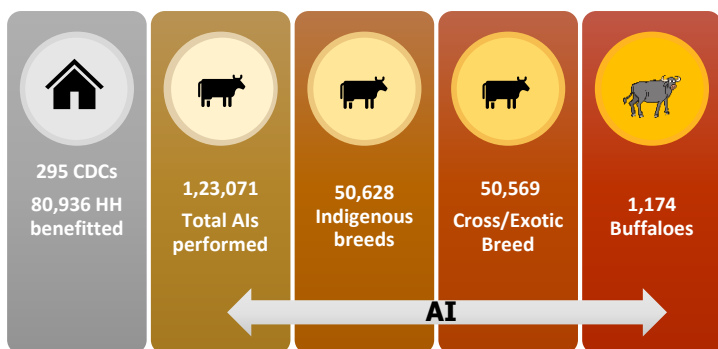 295 CDCs
80,936 HH
benefitted
1,23,071
Total AIs
performed
50,628
Indigenous
breeds
50,569
Cross/Exotic
Breed
1,174
Buffaloes
AI